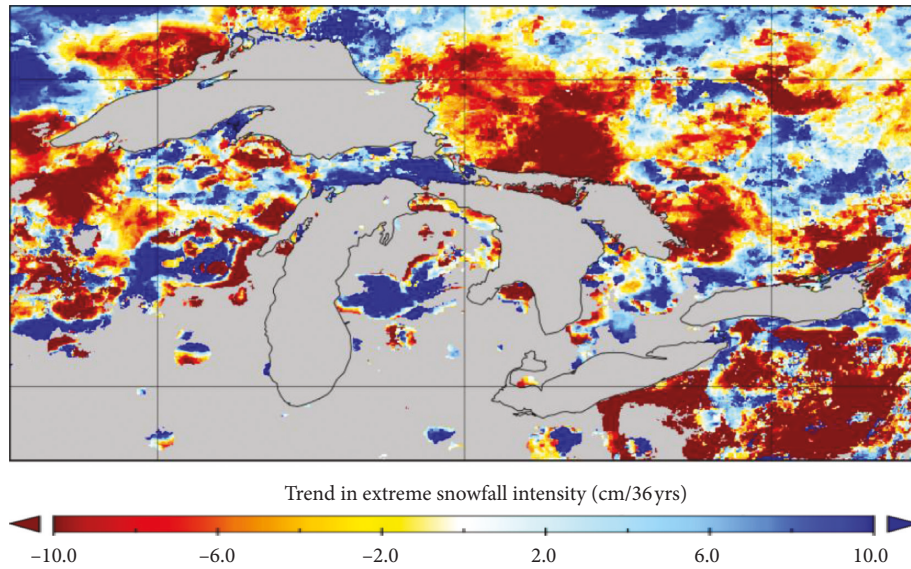 Trend in extreme snowfall intensity (cm/36 yrs)
–10.0 –6.0 –2.0 2.0 6.0 10.0